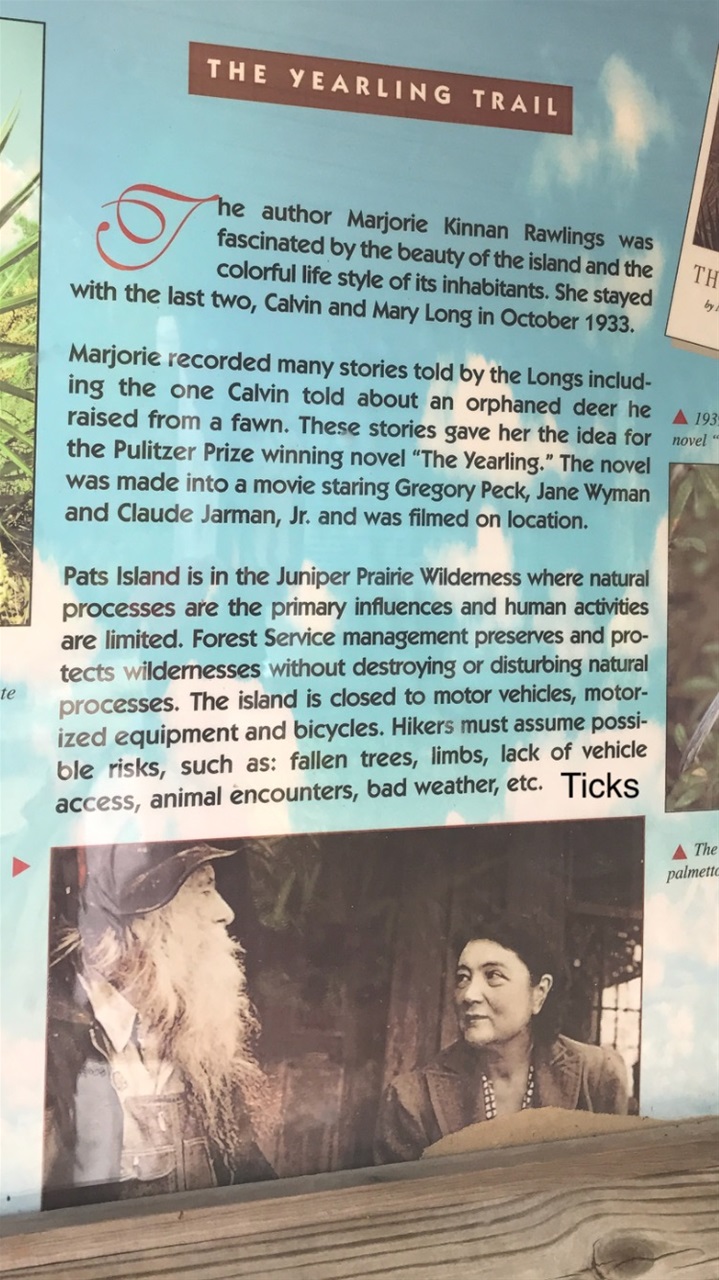 THE YEARLING TRAIL
The author Marjorie Kinnan Rawlings was
fascinated by the beauty of the island and the
colorful life style of its inhabitants. She stayed
with the last two, Calvin and Mary Long in October 1933.
Marjorie recorded many stories told by the Longs includ-
ing the one Calvin told about an orphaned deer he
raised from a fawn. These stories gave her the idea for
the Pulitzer Prize winning novel “The Yearling.” The novel
was made into a movie staring Gregory Peck, Jane Wyman
and Claude Jarman, Jr. and was filmed on location.
Pats Island is in the Juniper Prairie Wilderness where natural
processes are the primary influences and human activities
are limited. Forest Service management preserves and pro-
tects wildernesses without destroying or disturbing natural
processes. The island is closed to motor vehicles, motor-
ized equipment and bicycles. Hikers must assume possi-
ble risks, such as: fallen trees, limbs, lack of vehicle
access, animal encounters, bad weather, etc. Ticks
te
TH
by
193
novel “
The
palmetto